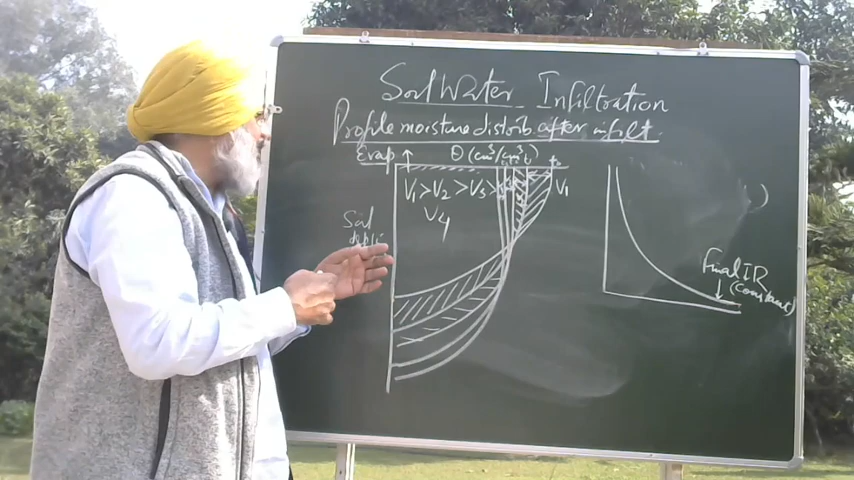 Soil Water Infiltration
Profile moisture distrib. after infilt.
Evap θ (cm³/cm³)
V₁ > V₂ > V₃ >
V₄
V₁
Soil
depth
Final IR
(constant)